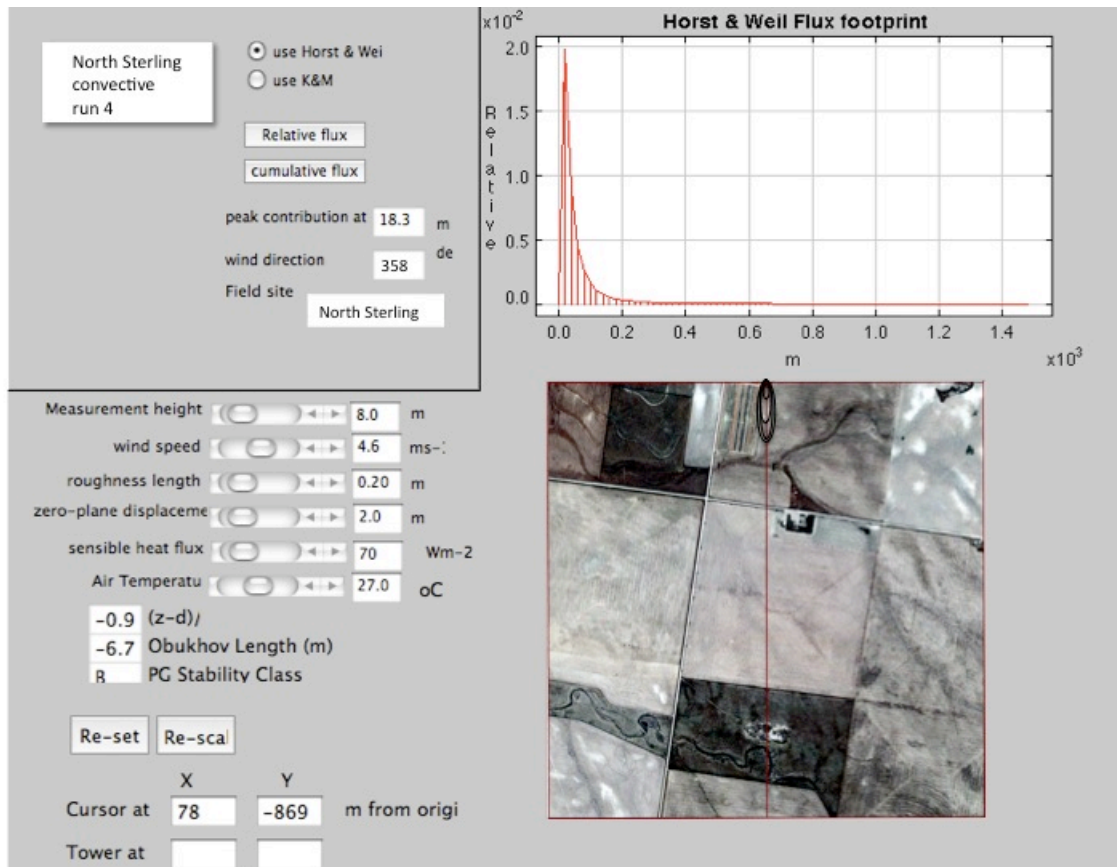 North Sterling
convective
run 4
use Horst & Wei
use K&M
Relative flux
cumulative flux
peak contribution at 18.3 m
wind direction 358 de
Field site North Sterling
x10-2 Horst & Weil Flux footprint
2.0
1.5
1.0
0.5
0.0
Relative
0.0 0.2 0.4 0.6 0.8 1.0 1.2 1.4
m x103
Measurement height 8.0 m
wind speed 4.6 ms-:
roughness length 0.20 m
zero-plane displaceme 2.0 m
sensible heat flux 70 Wm-2
Air Temperatu 27.0 oC
-0.9 (z-d)/
-6.7 Obukhov Length (m)
B PG Stability Class
Re-set Re-scal
X Y
Cursor at 78 -869 m from origi
Tower at